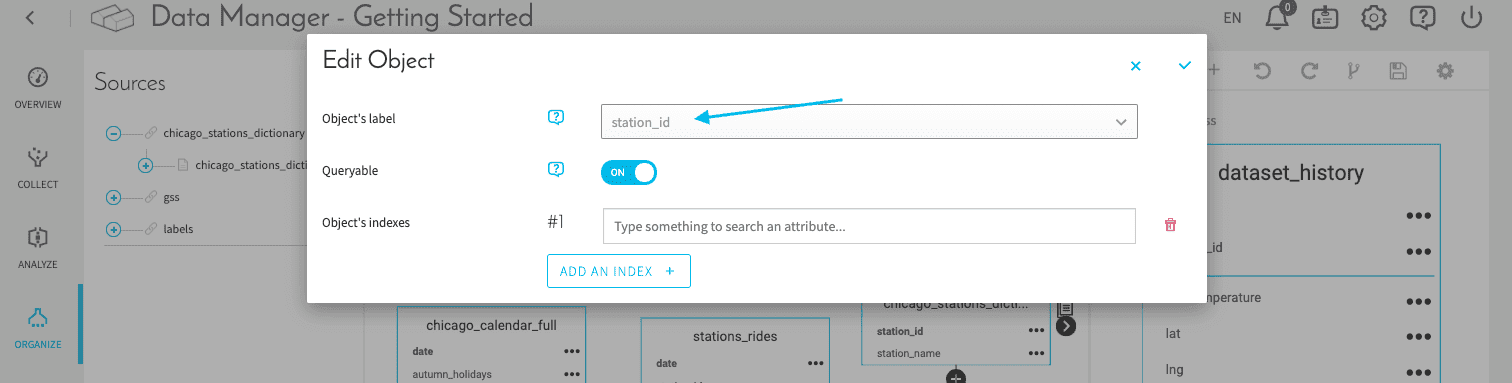 Data Manager - Getting Started
EN
0
Edit Object
Sources
OVERVIEW
Object's label
station_id
chicago_stations_dictionary
chicago_stations_dicti
Queryable
ON
COLLECT
gss
dataset_history
Object's indexes
#1
Type something to search an attribute...
labels
_id
ANALYZE
ADD AN INDEX +
perature
chicago_calendar_full
stations_rides
chicago_stations_dicti...
date
date
station_id
lat
station_name
ORGANIZE
autumn_holidays
lng